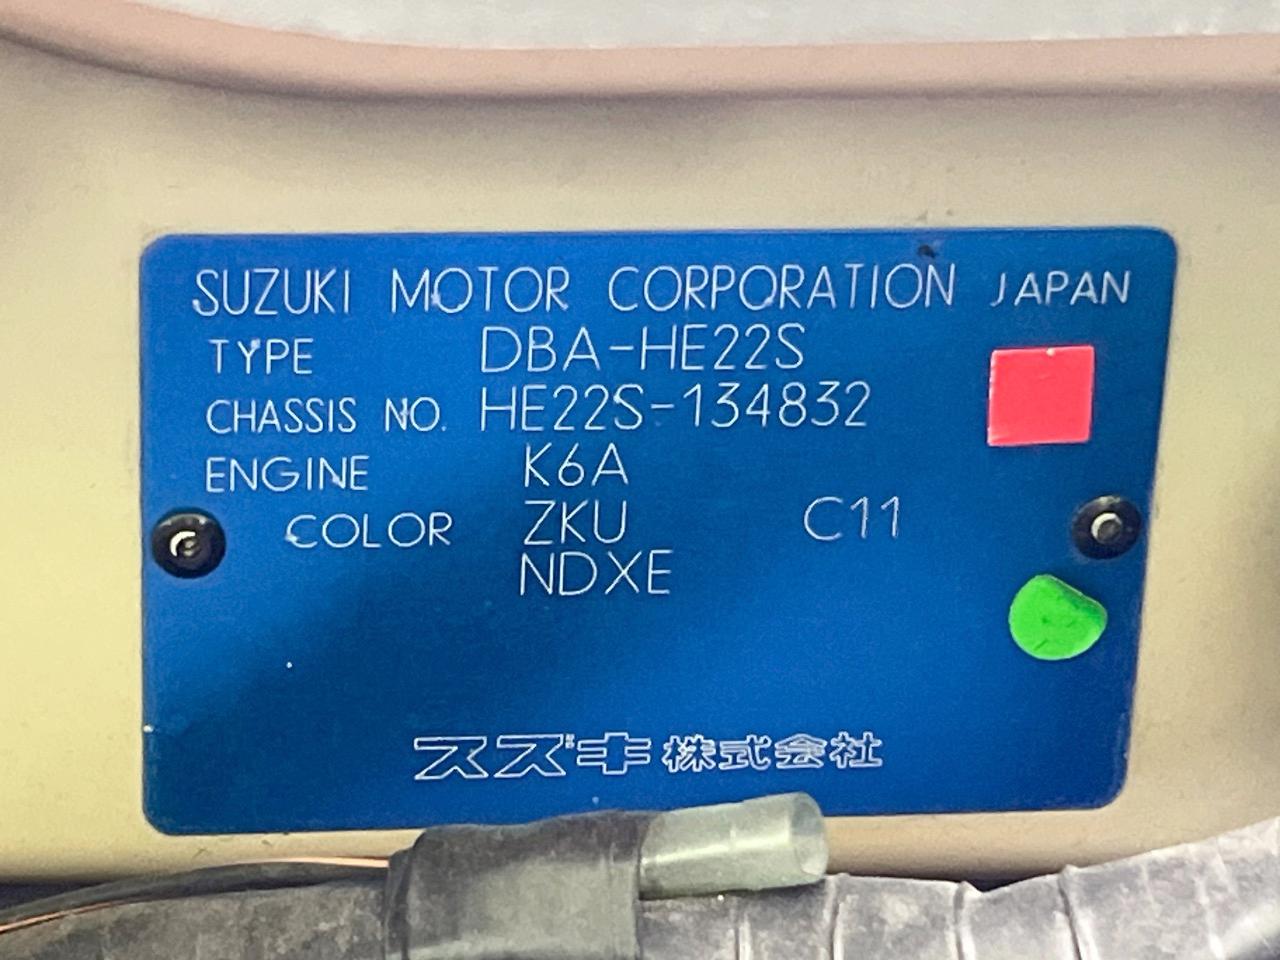 SUZUKI MOTOR CORPORATION JAPAN
TYPE DBA-HE22S
CHASSIS NO. HE22S-134832
ENGINE K6A
COLOR ZKU C11
NDXE
スズキ株式会社